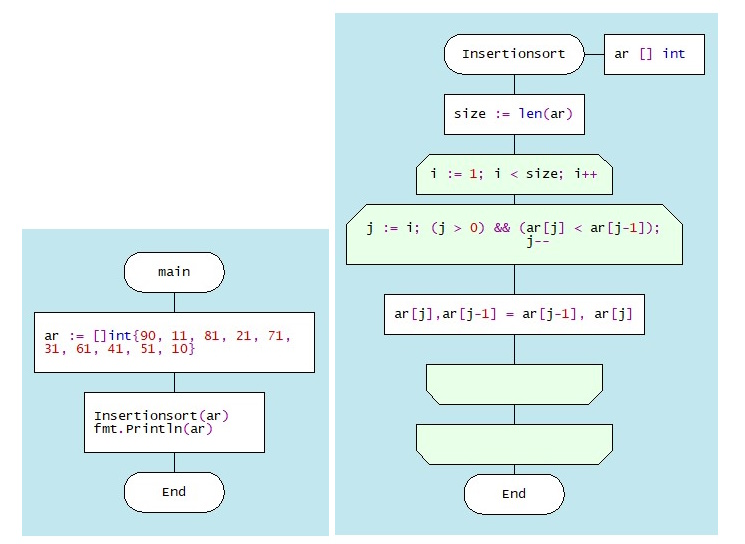 main
ar := []int{90, 11, 81, 21, 71,
31, 61, 41, 51, 10}
Insertionsort(ar)
fmt.Println(ar)
End
Insertionsort
ar [] int
size := len(ar)
i := 1; i < size; i++
j := i; (j > 0) && (ar[j] < ar[j-1]);
j--
ar[j],ar[j-1] = ar[j-1], ar[j]
End